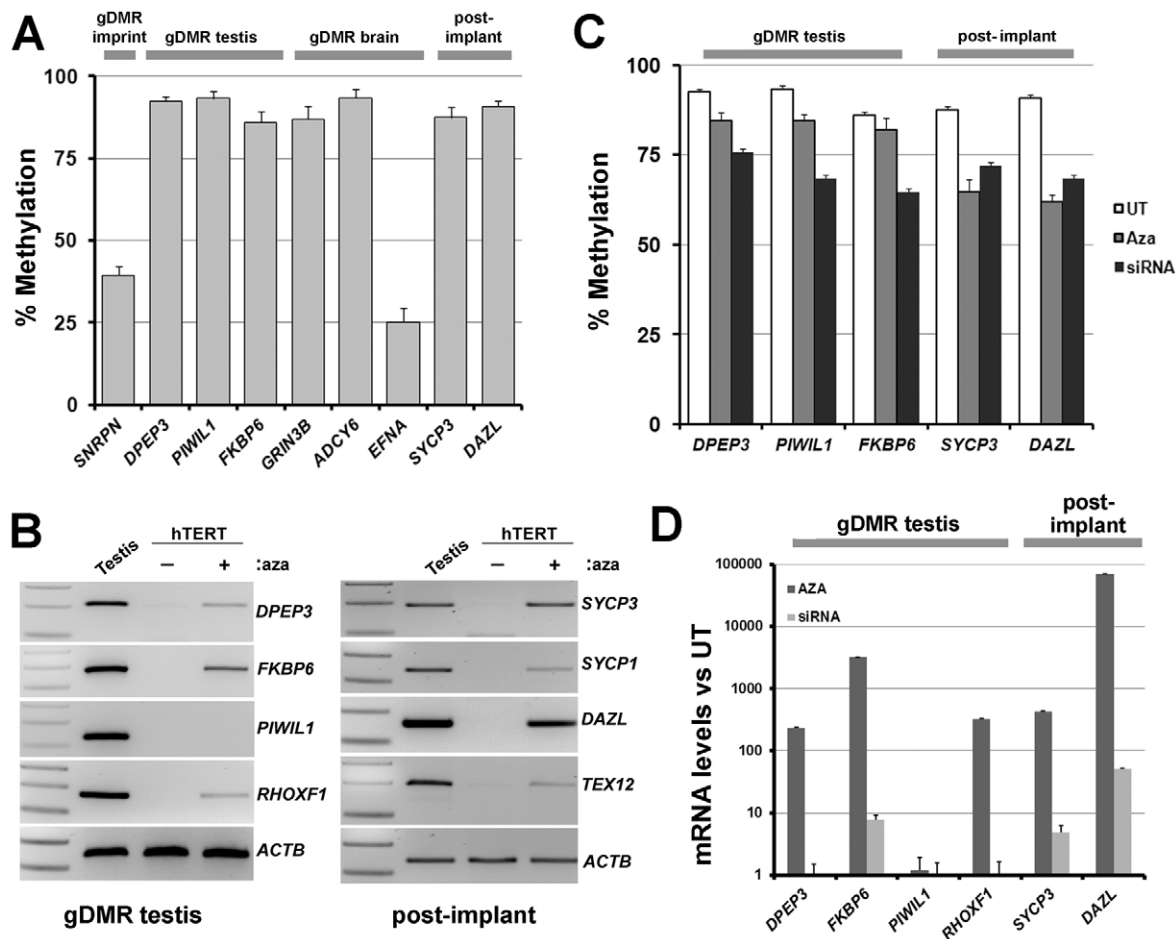 A
gDMR
imprint
gDMR testis
gDMR brain
post-
implant
% Methylation
100
75
50
25
0
SNRPN
DPEP3
PIWIL1
FKBP6
GRIN3B
ADCY6
EFNA
SYCP3
DAZL
C
gDMR testis
post- implant
% Methylation
100
75
50
25
0
DPEP3
PIWIL1
FKBP6
SYCP3
DAZL
UT
Aza
siRNA
B
Testis
hTERT
– + :aza
DPEP3
FKBP6
PIWIL1
RHOXF1
ACTB
gDMR testis
Testis
hTERT
– + :aza
SYCP3
SYCP1
DAZL
TEX12
ACTB
post-implant
D
gDMR testis
post-
implant
mRNA levels vs UT
100000
10000
1000
100
10
1
AZA
siRNA
DPEP3
FKBP6
PIWIL1
RHOXF1
SYCP3
DAZL